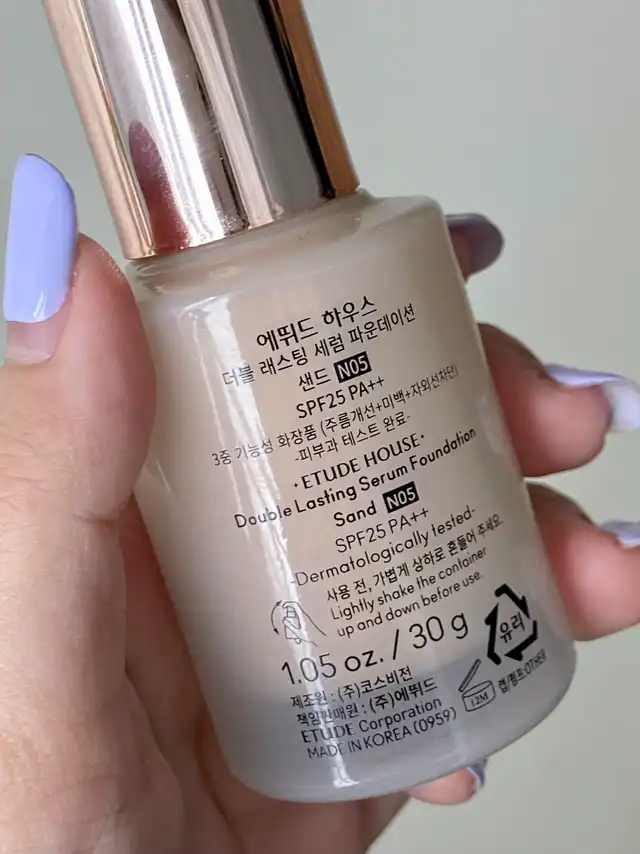 에뛰드 하우스
더블 래스팅 세럼 파운데이션
샌드 N05
SPF25 PA++
3중 기능성 화장품 (주름개선+미백+자외선차단)
-피부과 테스트 완료-
·ETUDE HOUSE·
Double Lasting Serum Foundation
Sand N05
SPF25 PA++
-Dermatologically tested-
사용 전, 가볍게 상하로 흔들어 주세요.
Lightly shake the container
up and down before use.
1.05 oz. / 30 g
유리
제조원 : (주)코스비전
책임판매원 : (주)에뛰드
ETUDE Corporation
MADE IN KOREA (0959)
12M
캡/펌프:OTHER